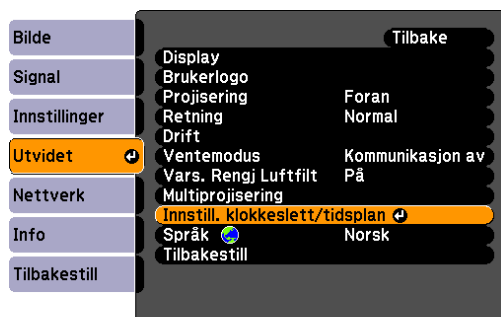 Bilde
Signal
Innstillinger
Utvidet
Nettverk
Info
Tilbakestill
Tilbake
Display
Brukerlogo
Projisering Foran
Retning Normal
Drift
Ventemodus Kommunikasjon av
Vars. Rengj Luftfilt På
Multiprojisering
Innstill. klokkeslett/tidsplan
Språk Norsk
Tilbakestill